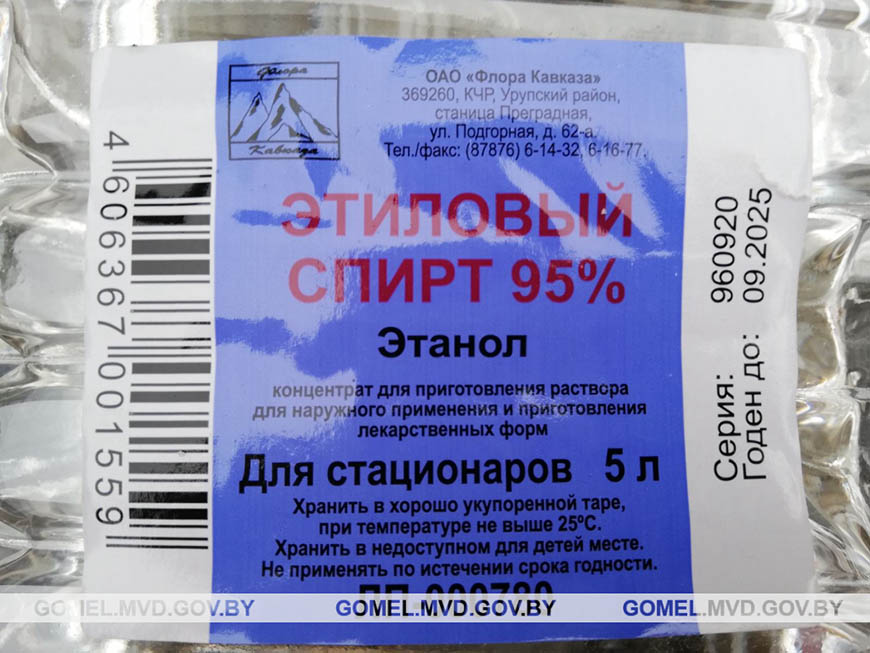 Флора
Кавказа
ОАО «Флора Кавказа»
369260, КЧР, Урупский район,
станица Преградная,
ул. Подгорная, д. 62-а.
Тел./факс: (87876) 6-14-32, 6-16-77.
ЭТИЛОВЫЙ
СПИРТ 95%
Этанол
концентрат для приготовления раствора
для наружного применения и приготовления
лекарственных форм
Для стационаров 5 л
Хранить в хорошо укупоренной таре,
при температуре не выше 25ºС.
Хранить в недоступном для детей месте.
Не применять по истечении срока годности.
4 606367 001559
Серия: 960920
Годен до: 09.2025
GOMEL.MVD.GOV.BY GOMEL.MVD.GOV.BY GOMEL.MVD.GOV.BY